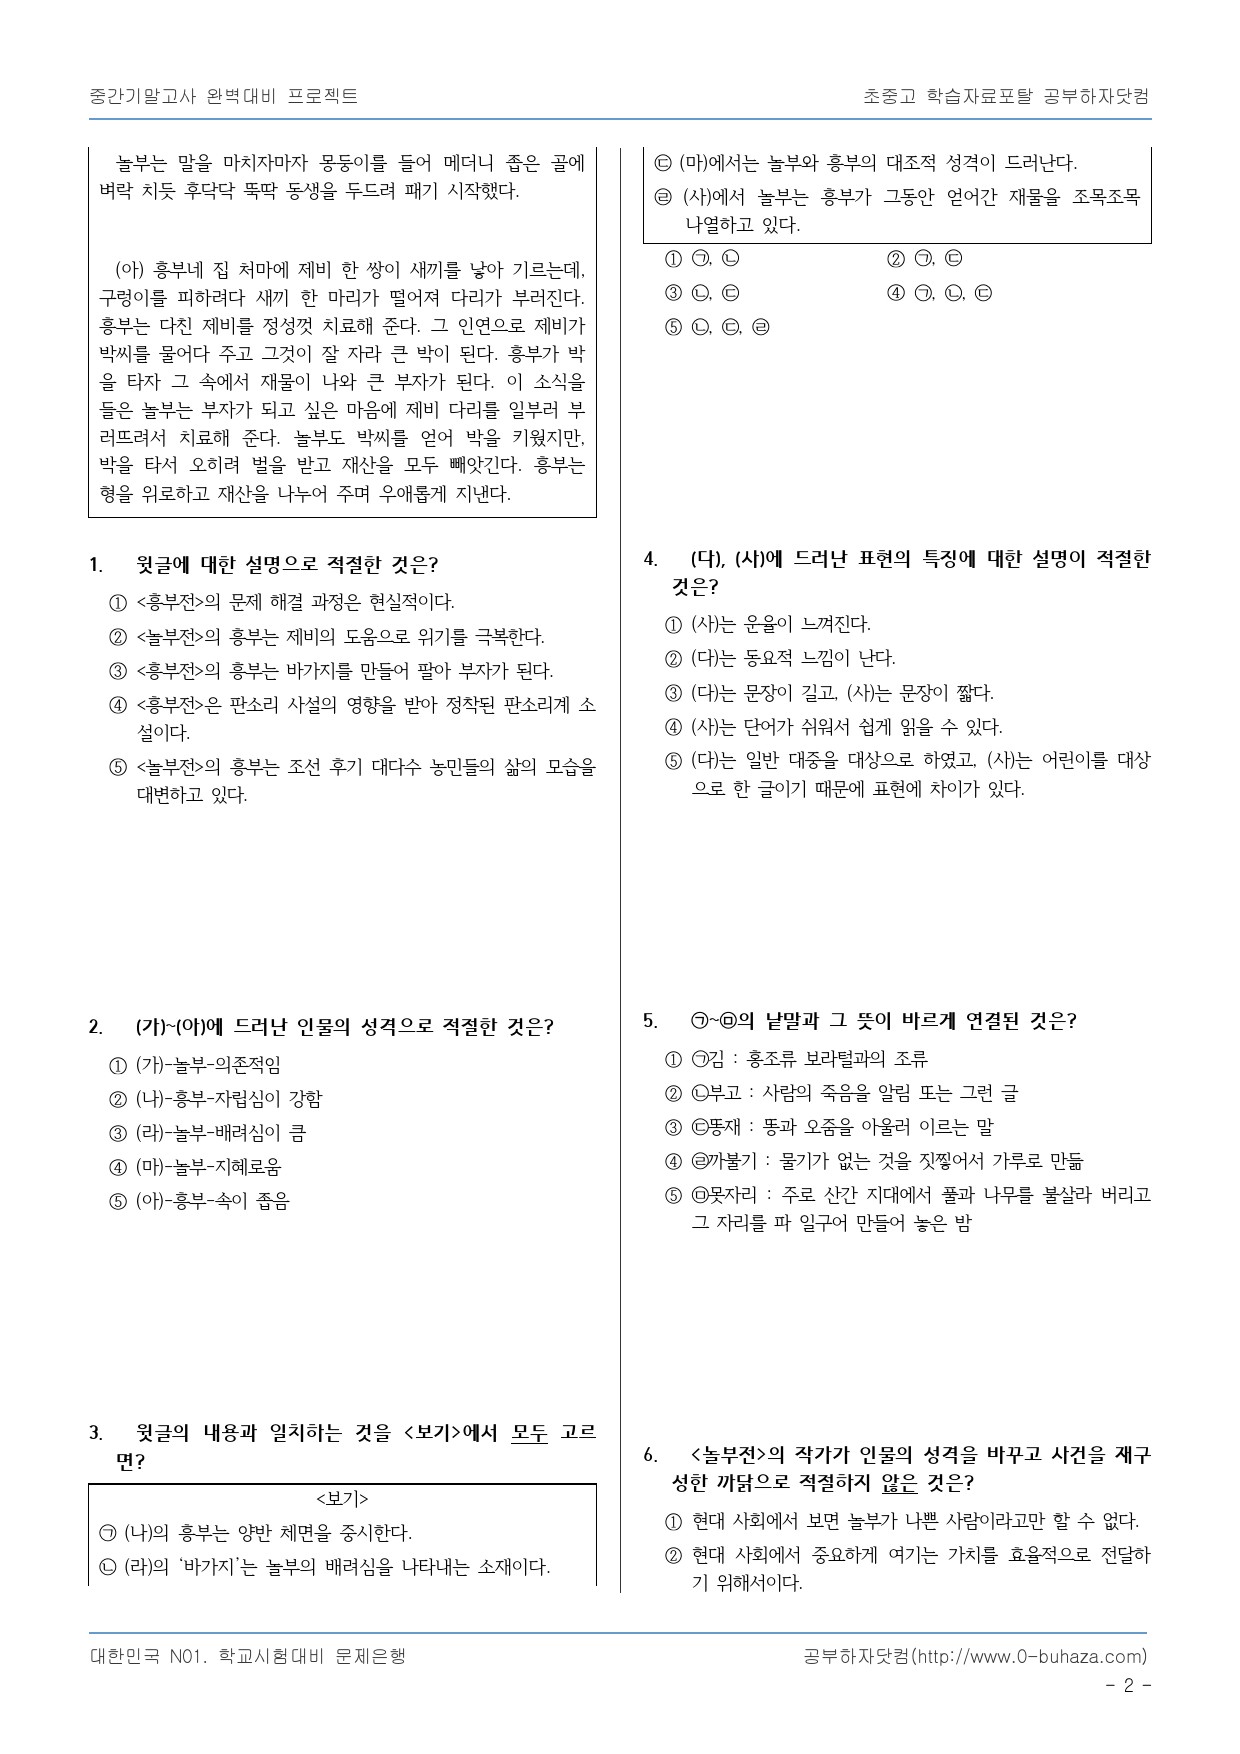 중간기말고사 완벽대비 프로젝트
초중고 학습자료포탈 공부하자닷컴
놀부는 말을 마치자마자 몽둥이를 들어 메더니 좁은 골에
벼락 치듯 후닥닥 뚝딱 동생을 두드려 패기 시작했다.
(아) 흥부네 집 처마에 제비 한 쌍이 새끼를 낳아 기르는데,
구렁이를 피하려다 새끼 한 마리가 떨어져 다리가 부러진다.
흥부는 다친 제비를 정성껏 치료해 준다. 그 인연으로 제비가
박씨를 물어다 주고 그것이 잘 자라 큰 박이 된다. 흥부가 박
을 타자 그 속에서 재물이 나와 큰 부자가 된다. 이 소식을
들은 놀부는 부자가 되고 싶은 마음에 제비 다리를 일부러 부
러뜨려서 치료해 준다. 놀부도 박씨를 얻어 박을 키웠지만,
박을 타서 오히려 벌을 받고 재산을 모두 빼앗긴다. 흥부는
형을 위로하고 재산을 나누어 주며 우애롭게 지낸다.
1. 윗글에 대한 설명으로 적절한 것은?
① <흥부전>의 문제 해결 과정은 현실적이다.
② <놀부전>의 흥부는 제비의 도움으로 위기를 극복한다.
③ <흥부전>의 흥부는 바가지를 만들어 팔아 부자가 된다.
④ <흥부전>은 판소리 사설의 영향을 받아 정착된 판소리계 소
설이다.
⑤ <놀부전>의 흥부는 조선 후기 대다수 농민들의 삶의 모습을
대변하고 있다.
2. (가)~(아)에 드러난 인물의 성격으로 적절한 것은?
① (가)-놀부-의존적임
② (나)-흥부-자립심이 강함
③ (라)-놀부-배려심이 큼
④ (마)-놀부-지혜로움
⑤ (아)-흥부-속이 좁음
3. 윗글의 내용과 일치하는 것을 <보기>에서 모두 고르
면?
<보기>
㉠ (나)의 흥부는 양반 체면을 중시한다.
㉡ (라)의 ‘바가지’는 놀부의 배려심을 나타내는 소재이다.
㉢ (마)에서는 놀부와 흥부의 대조적 성격이 드러난다.
㉣ (사)에서 놀부는 흥부가 그동안 얻어간 재물을 조목조목
나열하고 있다.
① ㉠, ㉡ ② ㉠, ㉢
③ ㉡, ㉢ ④ ㉠, ㉡, ㉢
⑤ ㉡, ㉢, ㉣
4. (다), (사)에 드러난 표현의 특징에 대한 설명이 적절한
것은?
① (사)는 운율이 느껴진다.
② (다)는 동요적 느낌이 난다.
③ (다)는 문장이 길고, (사)는 문장이 짧다.
④ (사)는 단어가 쉬워서 쉽게 읽을 수 있다.
⑤ (다)는 일반 대중을 대상으로 하였고, (사)는 어린이를 대상
으로 한 글이기 때문에 표현에 차이가 있다.
5. ㉠~㉤의 낱말과 그 뜻이 바르게 연결된 것은?
① ㉠김 : 홍조류 보라털과의 조류
② ㉡부고 : 사람의 죽음을 알림 또는 그런 글
③ ㉢똥재 : 똥과 오줌을 아울러 이르는 말
④ ㉣까불기 : 물기가 없는 것을 짓찧어서 가루로 만듦
⑤ ㉤못자리 : 주로 산간 지대에서 풀과 나무를 불살라 버리고
그 자리를 파 일구어 만들어 놓은 밤
6. <놀부전>의 작가가 인물의 성격을 바꾸고 사건을 재구
성한 까닭으로 적절하지 않은 것은?
① 현대 사회에서 보면 놀부가 나쁜 사람이라고만 할 수 없다.
② 현대 사회에서 중요하게 여기는 가치를 효율적으로 전달하
기 위해서이다.
대한민국 N01. 학교시험대비 문제은행
공부하자닷컴(http://www.0-buhaza.com)
- 2 -